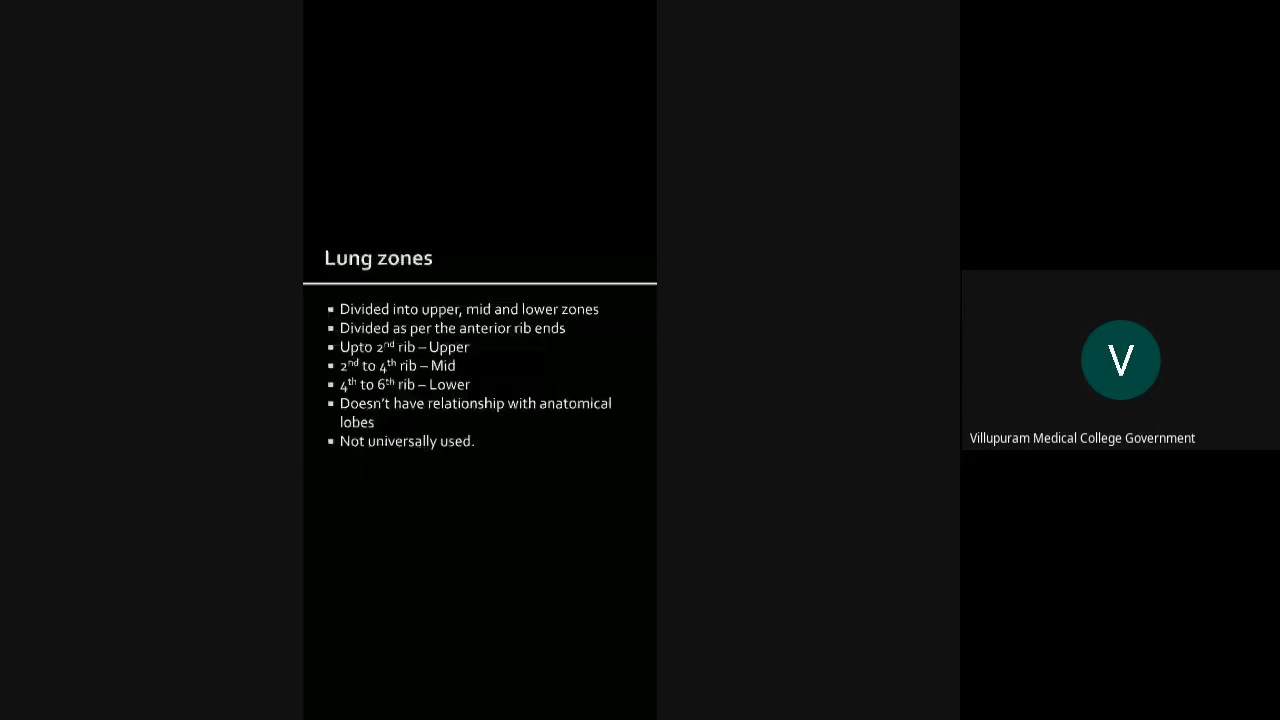 Lung zones
▪ Divided into upper, mid and lower zones
▪ Divided as per the anterior rib ends
▪ Upto 2nd rib – Upper
▪ 2nd to 4th rib – Mid
▪ 4th to 6th rib – Lower
▪ Doesn't have relationship with anatomical
lobes
▪ Not universally used.
V
Villupuram Medical College Government